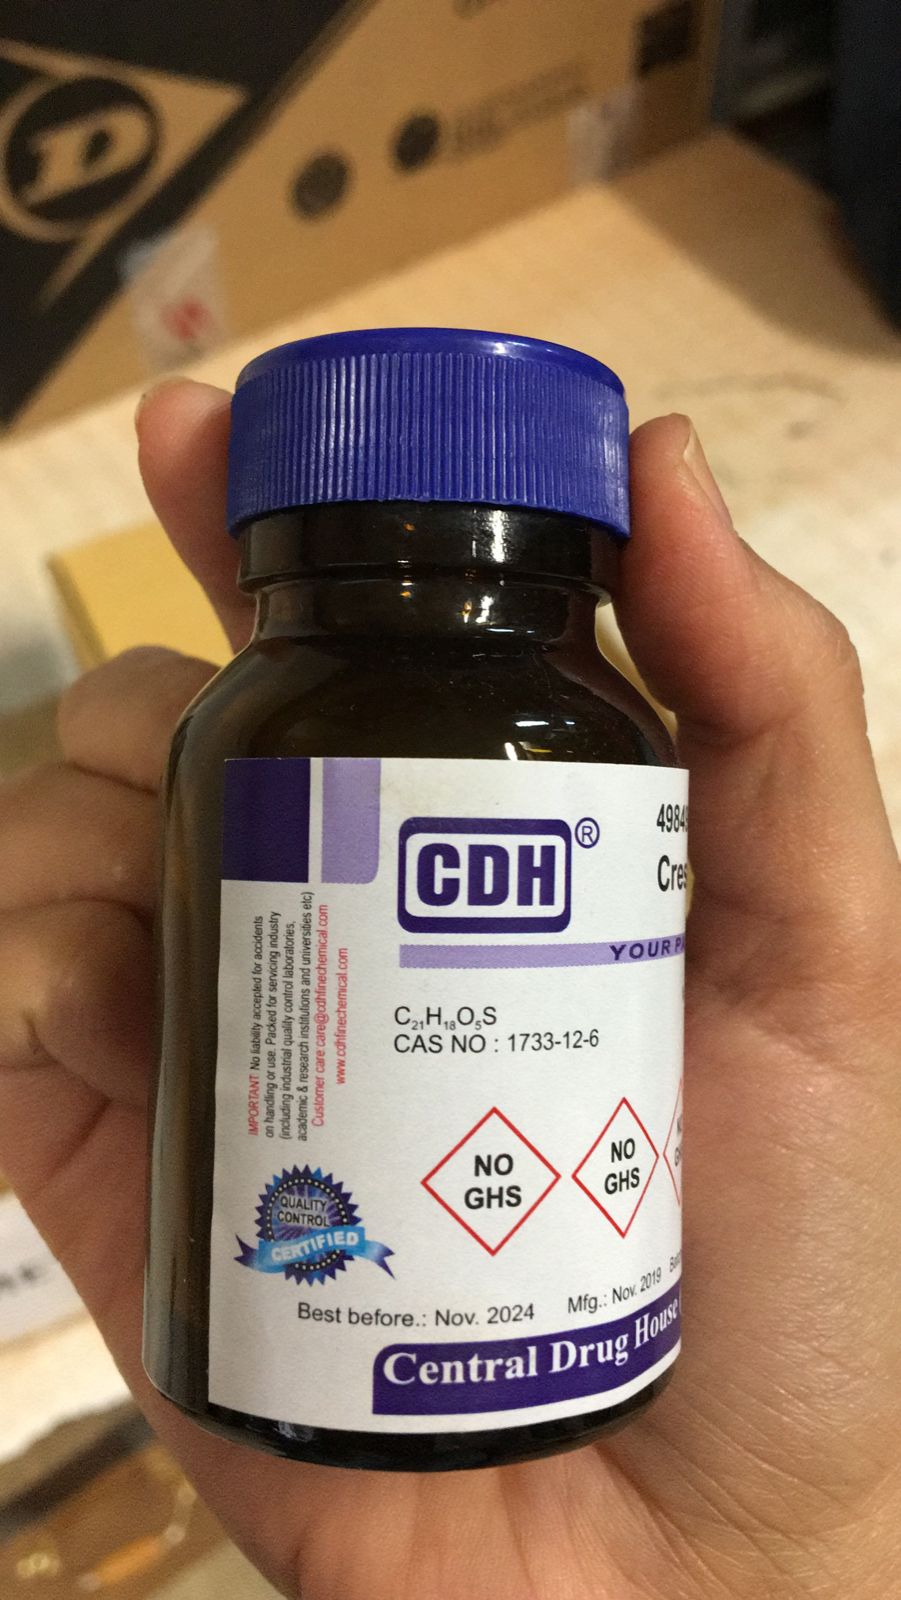 D
CDH®
4984
Cres
YOUR P
C₂₁H₁₈O₅S
CAS NO : 1733-12-6
IMPORTANT No liability accepted for accidents
on handling or use. Packed for servicing industry
(including industrial quality control laboratories,
academic & research institutions and universities etc)
Customer care:care@cdhfinechemical.com
www.cdhfinechemical.com
NO
GHS
NO
GHS
QUALITY
CONTROL
CERTIFIED
Best before.: Nov. 2024 Mfg.: Nov. 2019
Central Drug House